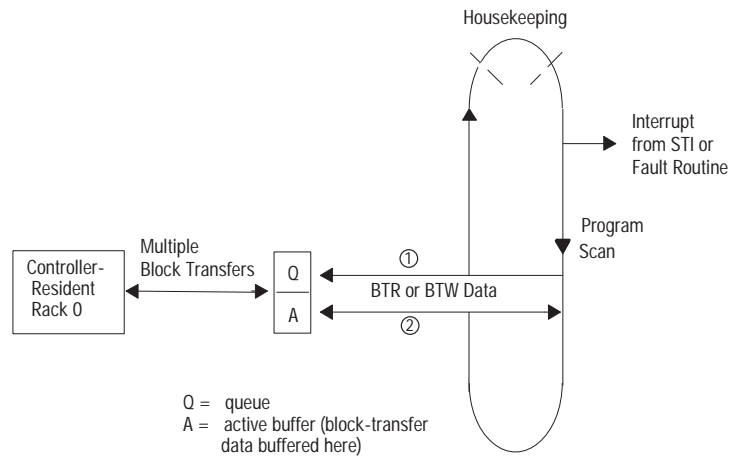 Housekeeping
Interrupt
from STI or
Fault Routine
Program
Scan
Multiple
Block Transfers
Controller-
Resident
Rack 0
Q
A
①
BTR or BTW Data
②
Q = queue
A = active buffer (block-transfer
data buffered here)